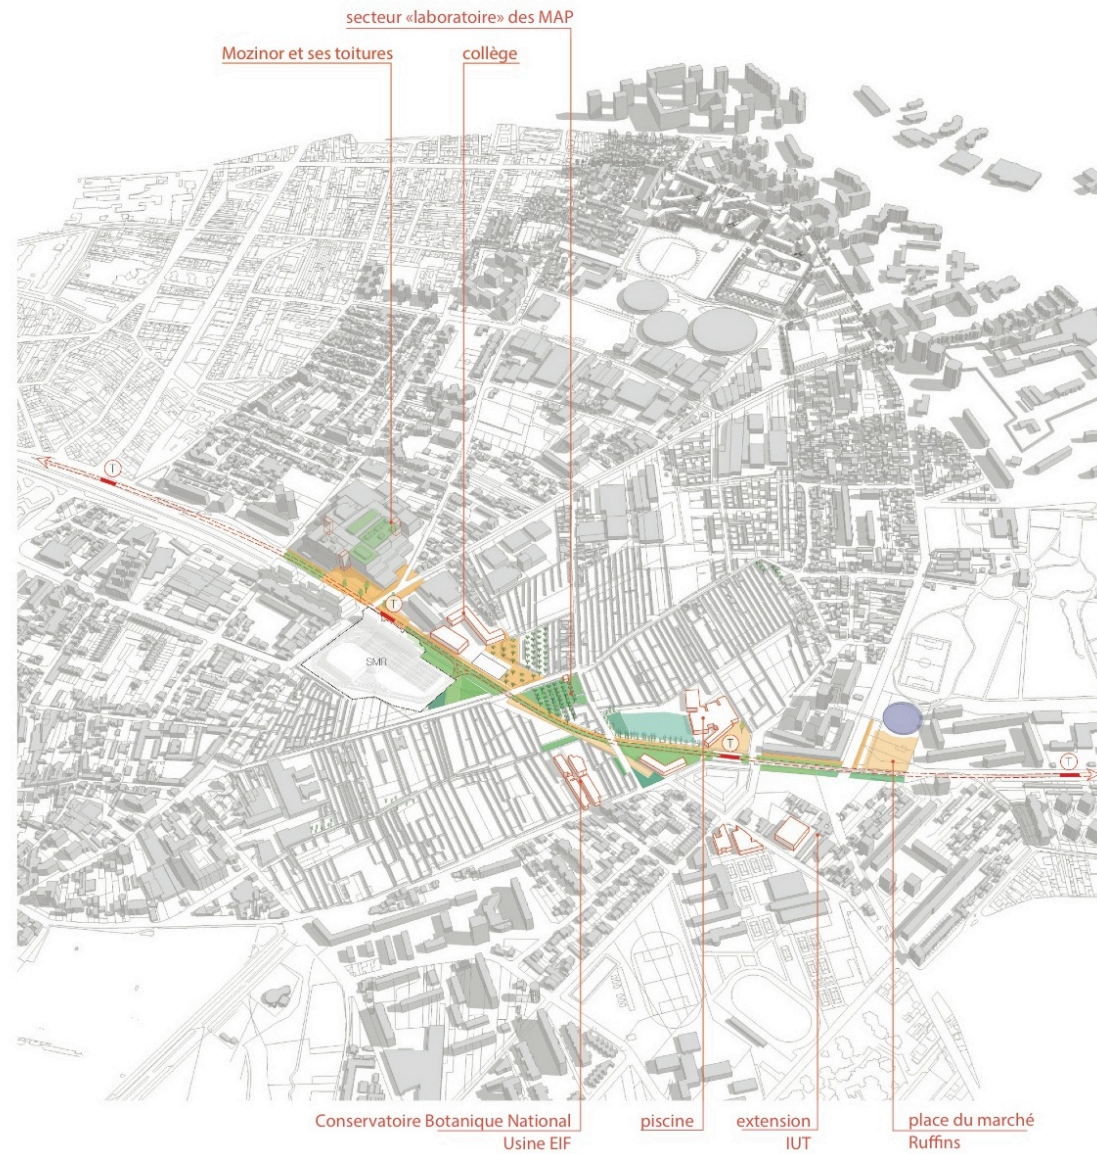 secteur «laboratoire» des MAP
Mozinor et ses toitures
collège
T
T
SMR
T
T
Conservatoire Botanique National
Usine EIF
piscine
extension
IUT
place du marché
Ruffins